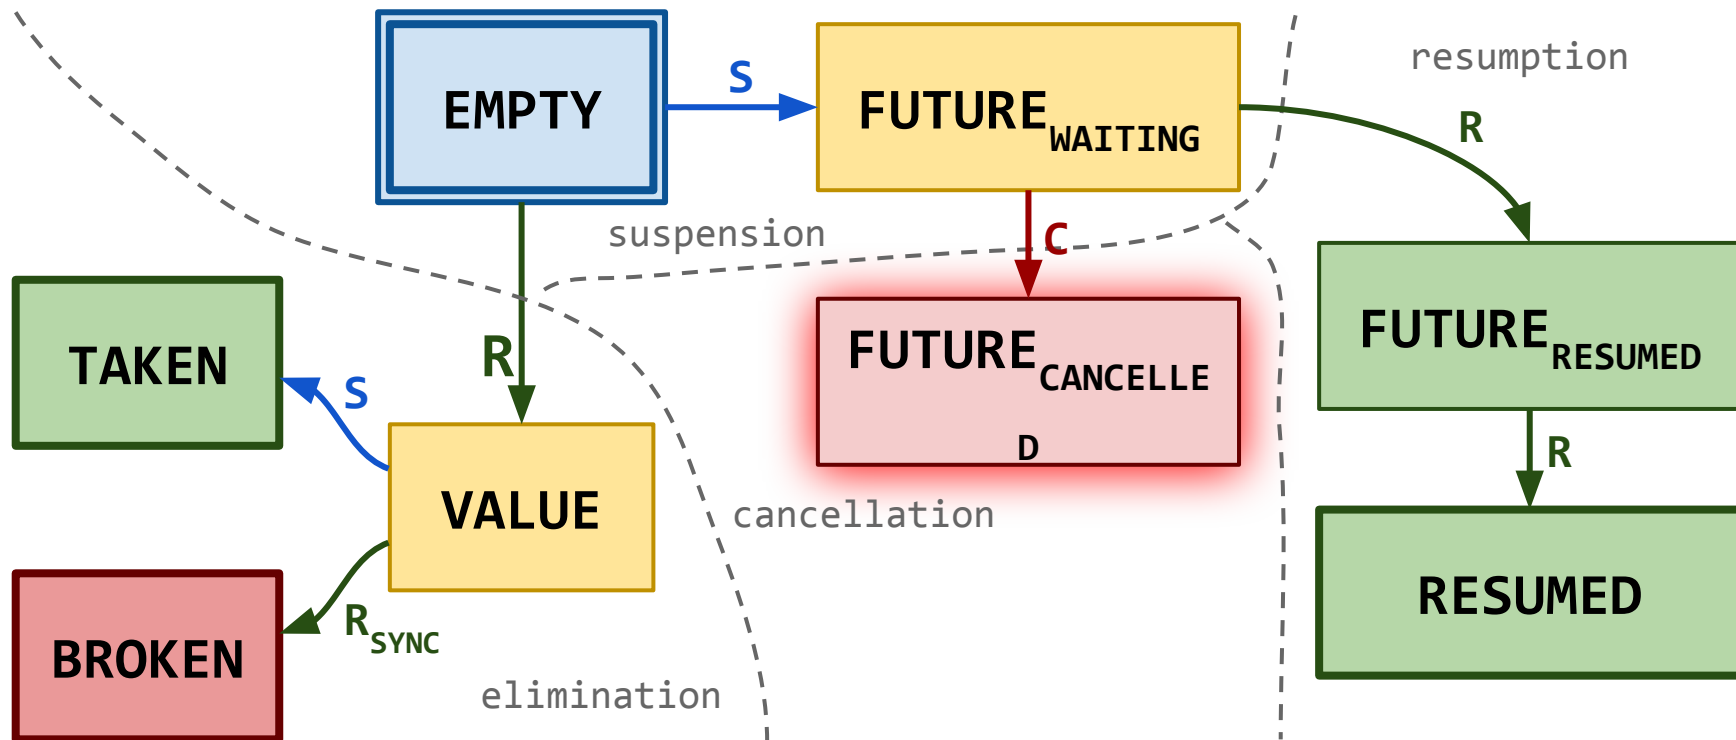 EMPTY
S
FUTURE WAITING
resumption
R
suspension
C
R
TAKEN
S
FUTURE CANCELLE
D
FUTURE RESUMED
R
VALUE
cancellation
RESUMED
R SYNC
BROKEN
elimination